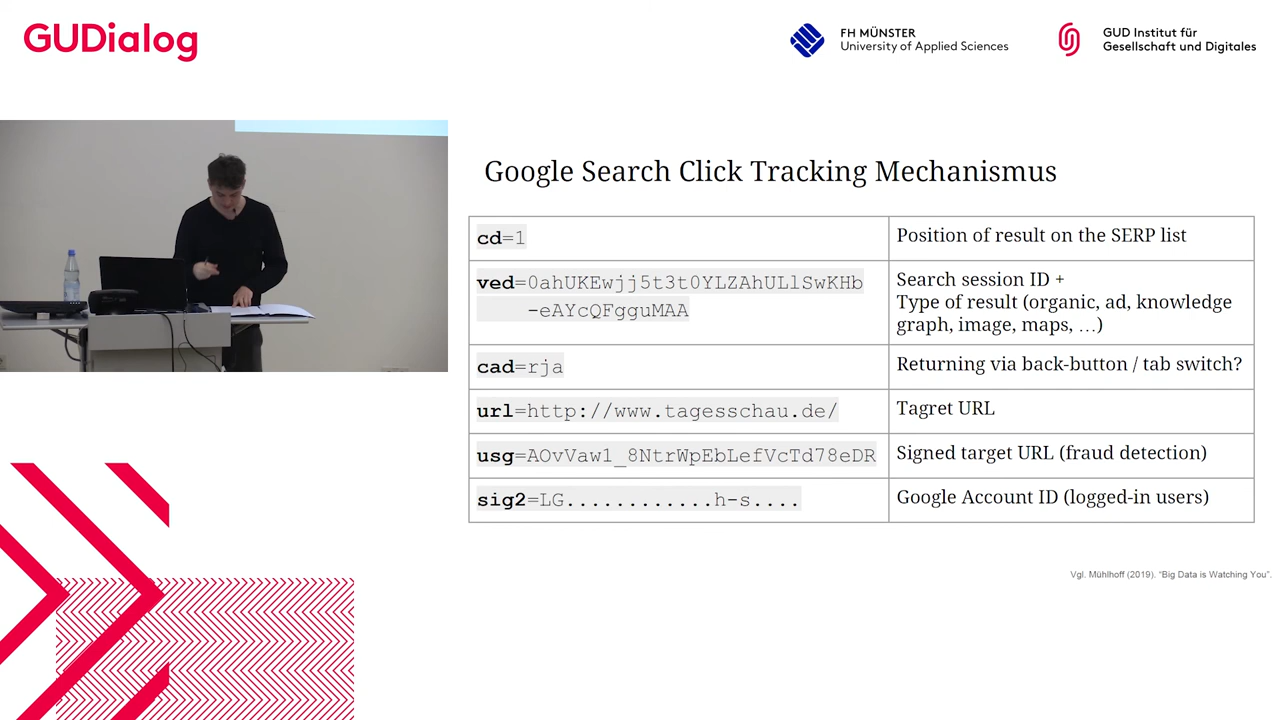 GUDialog
FH MÜNSTER
University of Applied Sciences
GUD Institut für
Gesellschaft und Digitales
Google Search Click Tracking Mechanismus
cd=1
Position of result on the SERP list
ved=0ahUKEwjj5t3t0YLZAhULlSwKHb
-eAYcQFgguMAA
Search session ID +
Type of result (organic, ad, knowledge
graph, image, maps, …)
cad=rja
Returning via back-button / tab switch?
url=http://www.tagesschau.de/
Tagret URL
usg=AOvVaw1_8NtrWpEbLefVcTd78eDR
Signed target URL (fraud detection)
sig2=LG............h-s....
Google Account ID (logged-in users)
Vgl. Mühlhoff (2019). "Big Data is Watching You".